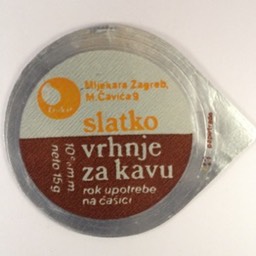 Mljekara Zagreb,
M.Čavića 9
slatko
vrhnje
za kavu
rok upotrebe
na čašici
10% m.m.
neto 15g